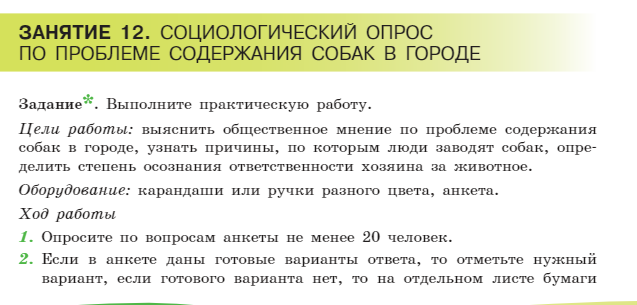 ЗАНЯТИЕ 12. СОЦИОЛОГИЧЕСКИЙ ОПРОС
ПО ПРОБЛЕМЕ СОДЕРЖАНИЯ СОБАК В ГОРОДЕ
Задание*. Выполните практическую работу.
Цели работы: выяснить общественное мнение по проблеме содержания
собак в городе, узнать причины, по которым люди заводят собак, опре-
делить степень осознания ответственности хозяина за животное.
Оборудование: карандаши или ручки разного цвета, анкета.
Ход работы
1. Опросите по вопросам анкеты не менее 20 человек.
2. Если в анкете даны готовые варианты ответа, то отметьте нужный
вариант, если готового варианта нет, то на отдельном листе бумаги